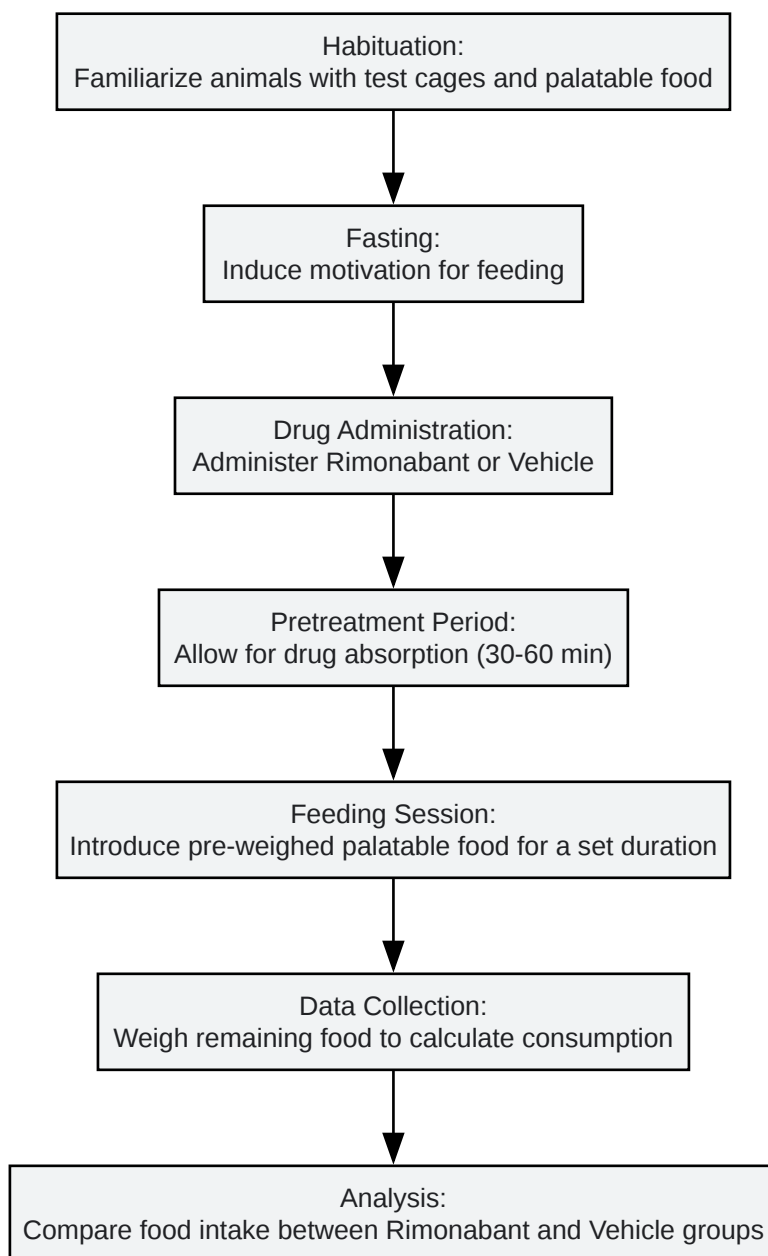 Habituation:
Familiarize animals with test cages and palatable food
Fasting:
Induce motivation for feeding
Drug Administration:
Administer Rimonabant or Vehicle
Pretreatment Period:
Allow for drug absorption (30-60 min)
Feeding Session:
Introduce pre-weighed palatable food for a set duration
Data Collection:
Weigh remaining food to calculate consumption
Analysis:
Compare food intake between Rimonabant and Vehicle groups